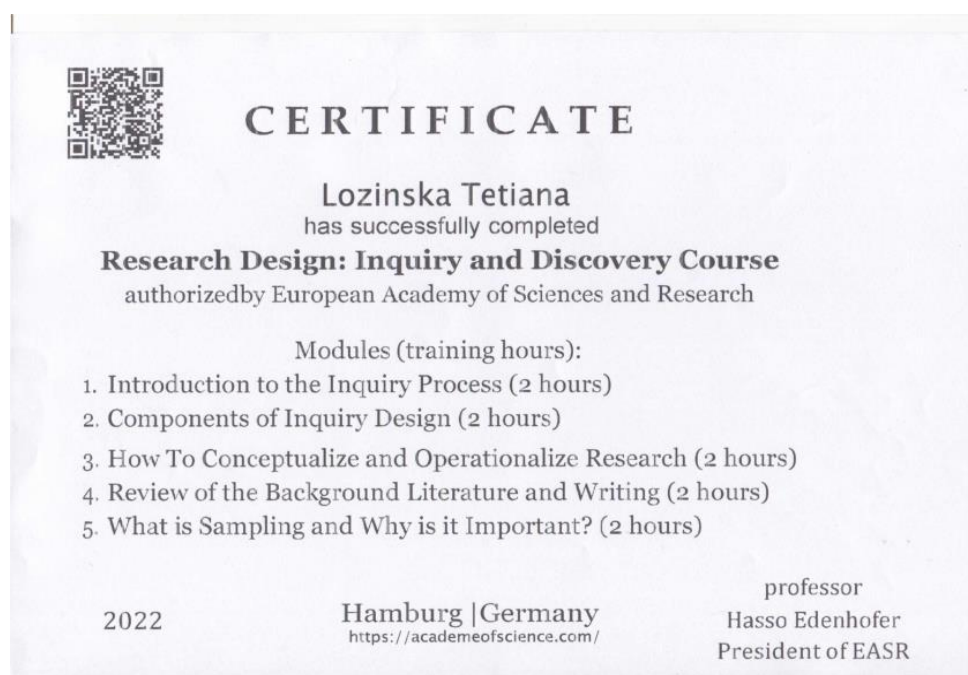 CERTIFICATE
Lozinska Tetiana
has successfully completed
Research Design: Inquiry and Discovery Course
authorizedby European Academy of Sciences and Research
Modules (training hours):
1. Introduction to the Inquiry Process (2 hours)
2. Components of Inquiry Design (2 hours)
3. How To Conceptualize and Operationalize Research (2 hours)
4. Review of the Background Literature and Writing (2 hours)
5. What is Sampling and Why is it Important? (2 hours)
2022
Hamburg |Germany
https://academeofscience.com/
professor
Hasso Edenhofer
President of EASR